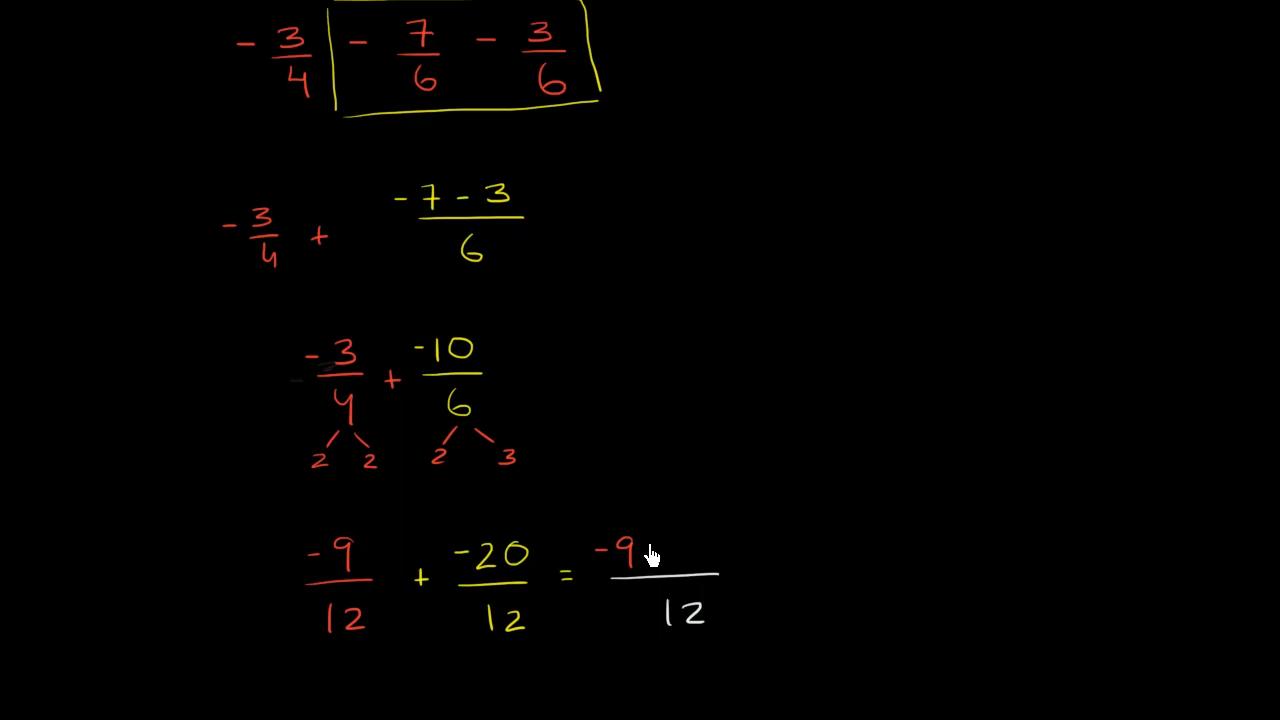 - 3/4 - 7/6 - 3/6
- 3/4 + -7 - 3/6
-3/4 + -10/6
2 2 2 3
-9/12 + -20/12 = -9/12